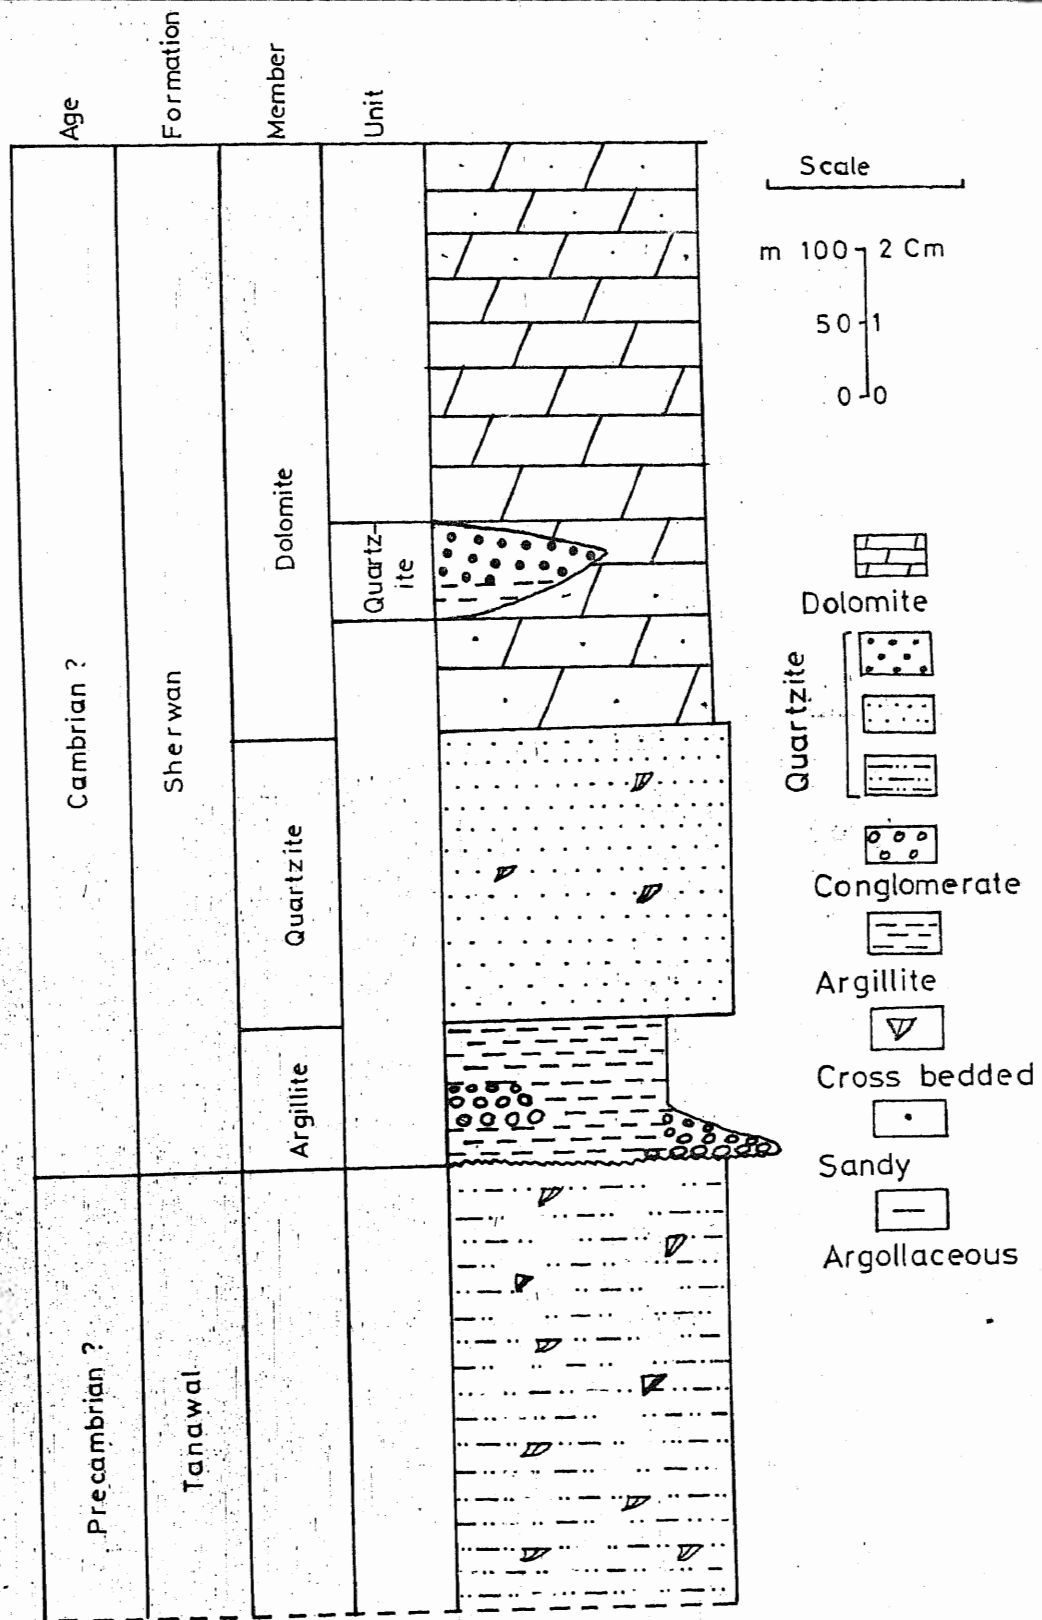 Age
Formation
Member
Unit
Cambrian ?
Sherwan
Dolomite
Quartz-
ite
Quartzite
Argillite
Precambrian ?
Tanawal
Scale
m 100 2 Cm
50 1
0 0
Dolomite
Quartzite
Conglomerate
Argillite
Cross bedded
Sandy
Argollaceous